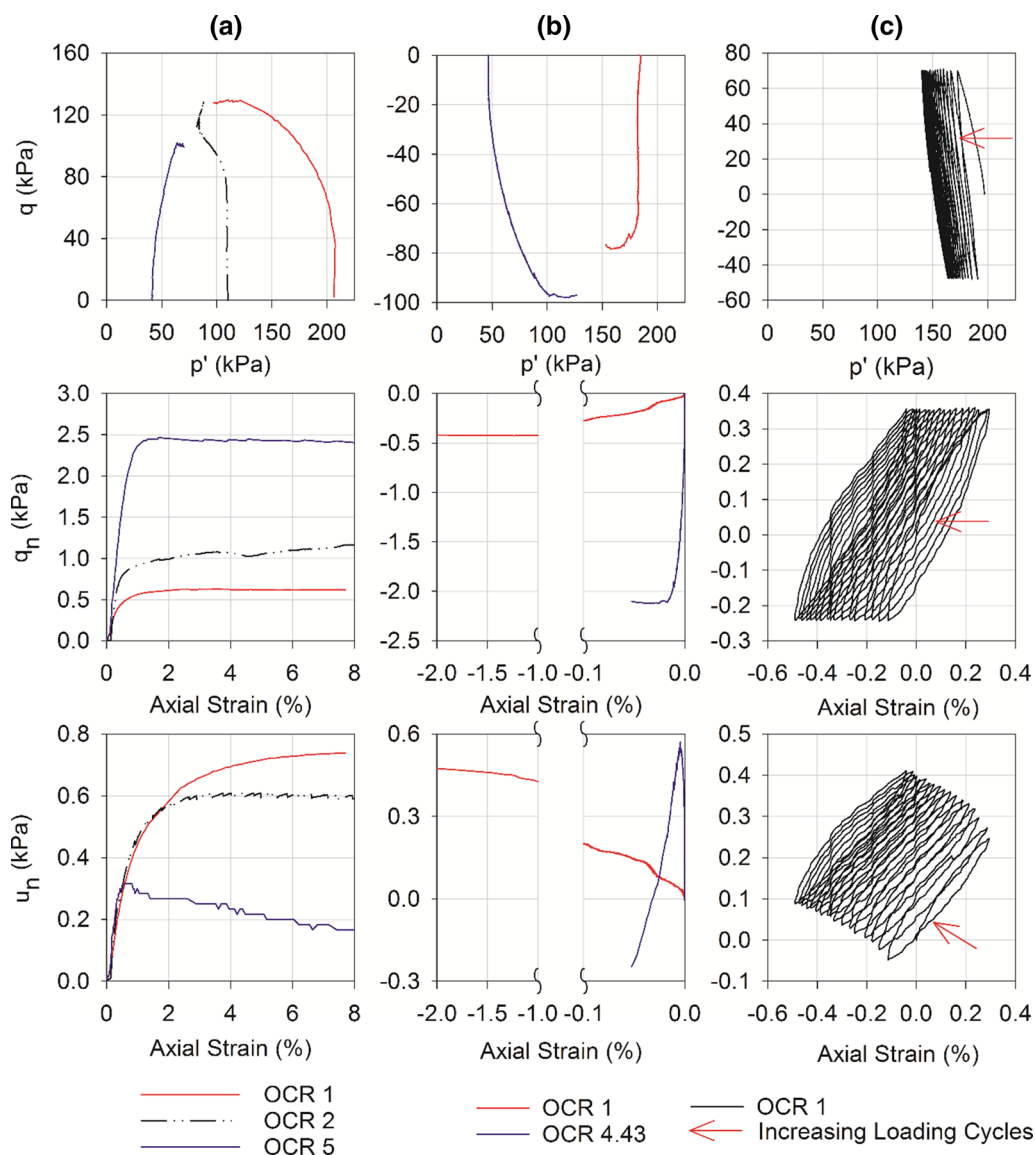 (a) (b) (c)
160
120
80
40
0
q (kPa)
0 50 100 150 200
p' (kPa)
0
-20
-40
-60
-80
-100
0 50 100 150 200
p' (kPa)
80
60
40
20
0
-20
-40
-60
0 50 100 150 200
p' (kPa)
3.0
2.5
2.0
1.5
1.0
0.5
0.0
qn (kPa)
0 2 4 6 8
Axial Strain (%)
0.0
-0.5
-1.0
-1.5
-2.0
-2.5
-2.0 -1.5 -1.0 -0.1 0.0
Axial Strain (%)
0.4
0.3
0.2
0.1
0.0
-0.1
-0.2
-0.3
-0.6 -0.4 -0.2 0.0 0.2 0.4
Axial Strain (%)
0.8
0.6
0.4
0.2
0.0
un (kPa)
0 2 4 6 8
Axial Strain (%)
0.6
0.3
0.0
-0.3
-2.0 -1.5 -1.0 -0.1 0.0
Axial Strain (%)
0.5
0.4
0.3
0.2
0.1
0.0
-0.1
-0.6 -0.4 -0.2 0.0 0.2 0.4
Axial Strain (%)
OCR 1
OCR 2
OCR 5
OCR 1
OCR 4.43
OCR 1
Increasing Loading Cycles